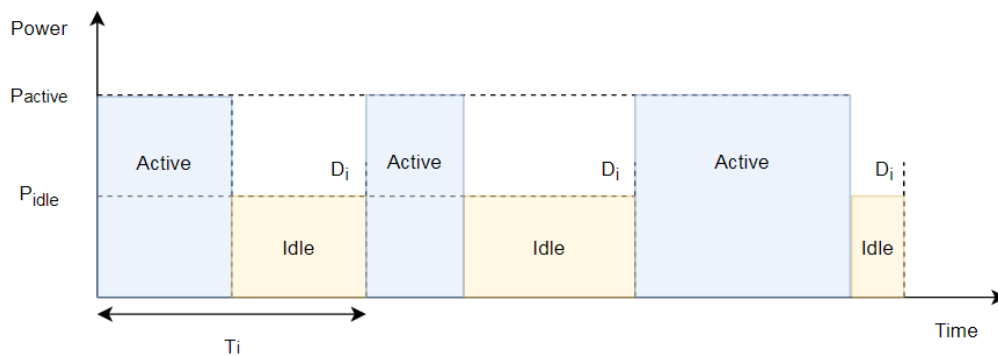 Power
Pactive
Active
Di
Active
Di
Active
Di
Pidle
Idle
Idle
Idle
Time
Ti